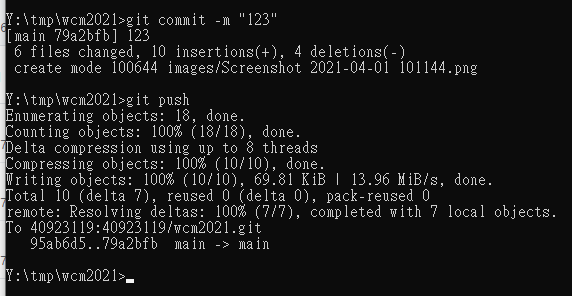 Y:\tmp\wcm2021>git commit -m "123"
[main 79a2bfb] 123
 6 files changed, 10 insertions(+), 4 deletions(-)
 create mode 100644 images/Screenshot 2021-04-01 101144.png
Y:\tmp\wcm2021>git push
Enumerating objects: 18, done.
Counting objects: 100% (18/18), done.
Delta compression using up to 8 threads
Compressing objects: 100% (10/10), done.
Writing objects: 100% (10/10), 69.81 KiB | 13.96 MiB/s, done.
Total 10 (delta 7), reused 0 (delta 0), pack-reused 0
remote: Resolving deltas: 100% (7/7), completed with 7 local objects.
To 40923119:40923119/wcm2021.git
   95ab6d5..79a2bfb  main -> main
Y:\tmp\wcm2021>